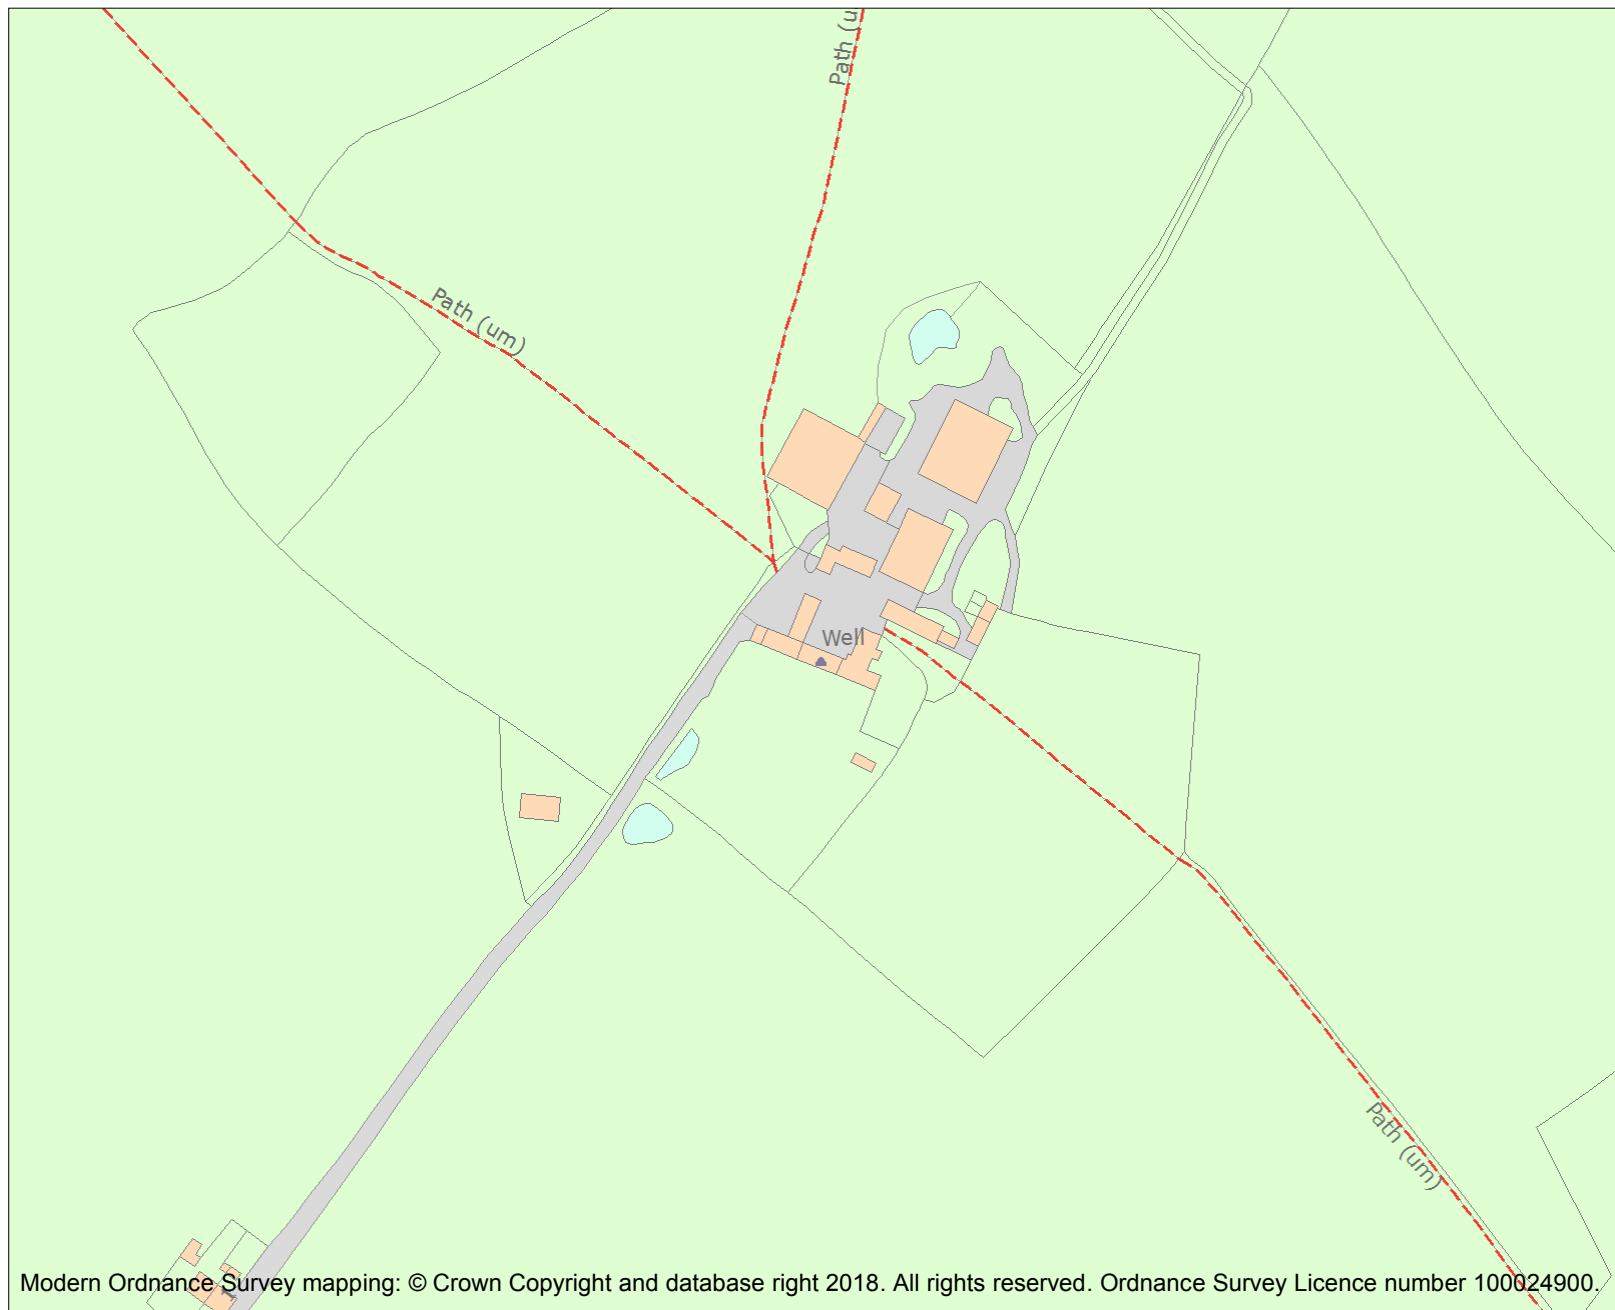 Path (u
Path (um)
Well
Path (um)
Modern Ordnance Survey mapping: © Crown Copyright and database right 2018. All rights reserved. Ordnance Survey Licence number 100024900.